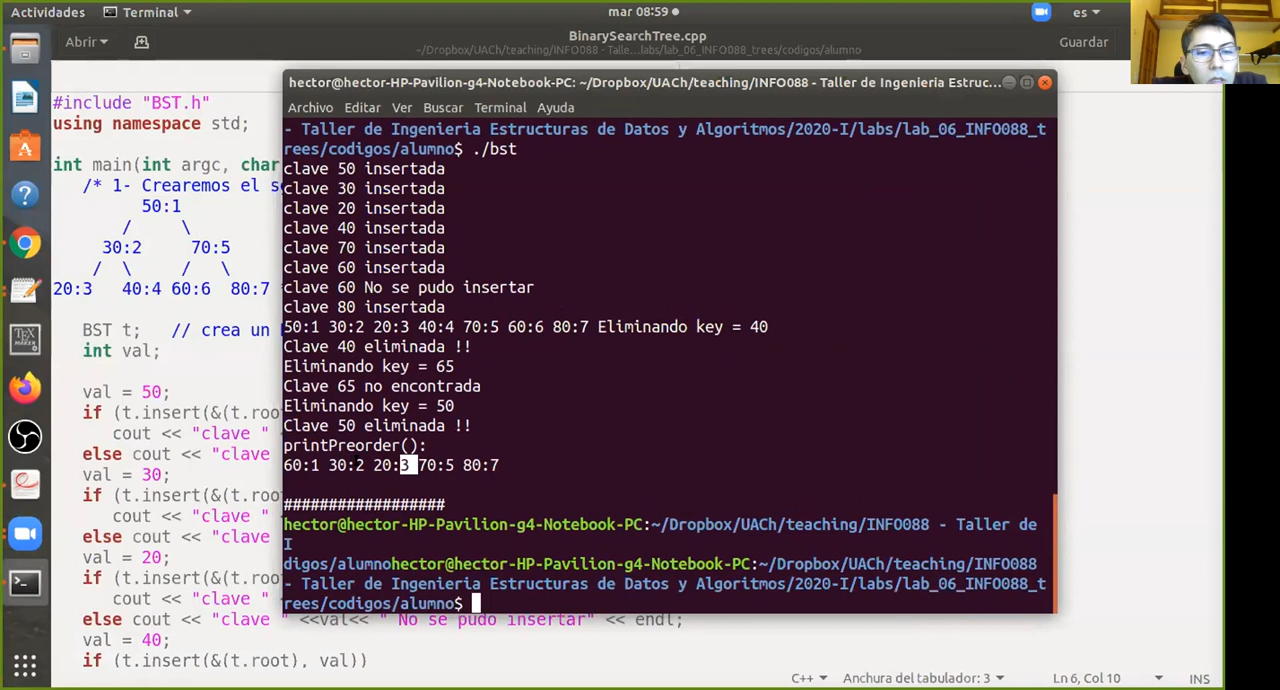 Actividades
Terminal
mar 08:59
es
Abrir
BinarySearchTree.cpp
~/Dropbox/UACh/teaching/INFO088 - Talle…labs/lab_06_INFO088_trees/codigos/alumno
Guardar
#include "BST.h"
using namespace std;
int main(int argc, char
/* 1- Crearemos el s
50:1
/ \
30:2 70:5
/ \ / \
20:3 40:4 60:6 80:7
BST t; // crea un
int val;
val = 50;
if (t.insert(&(t.roo
cout << "clave "
else cout << "clave
val = 30;
if (t.insert(&(t.roo
cout << "clave "
else cout << "clave
val = 20;
if (t.insert(&(t.roo
cout << "clave "
else cout << "clave " <<val<< " No se pudo insertar" << endl;
val = 40;
if (t.insert(&(t.root), val))
hector@hector-HP-Pavilion-g4-Notebook-PC: ~/Dropbox/UACh/teaching/INFO088 - Taller de Ingenieria Estruc...
Archivo Editar Ver Buscar Terminal Ayuda
- Taller de Ingenieria Estructuras de Datos y Algoritmos/2020-I/labs/lab_06_INFO088_t
rees/codigos/alumno$ ./bst
clave 50 insertada
clave 30 insertada
clave 20 insertada
clave 40 insertada
clave 70 insertada
clave 60 insertada
clave 60 No se pudo insertar
clave 80 insertada
50:1 30:2 20:3 40:4 70:5 60:6 80:7 Eliminando key = 40
Clave 40 eliminada !!
Eliminando key = 65
Clave 65 no encontrada
Eliminando key = 50
Clave 50 eliminada !!
printPreorder():
60:1 30:2 20:3 70:5 80:7
##################
hector@hector-HP-Pavilion-g4-Notebook-PC:~/Dropbox/UACh/teaching/INFO088 - Taller de
I
digos/alumnohector@hector-HP-Pavilion-g4-Notebook-PC:~/Dropbox/UACh/teaching/INFO088
- Taller de Ingenieria Estructuras de Datos y Algoritmos/2020-I/labs/lab_06_INFO088_t
rees/codigos/alumno$
C++
Anchura del tabulador: 3
Ln 6, Col 10
INS